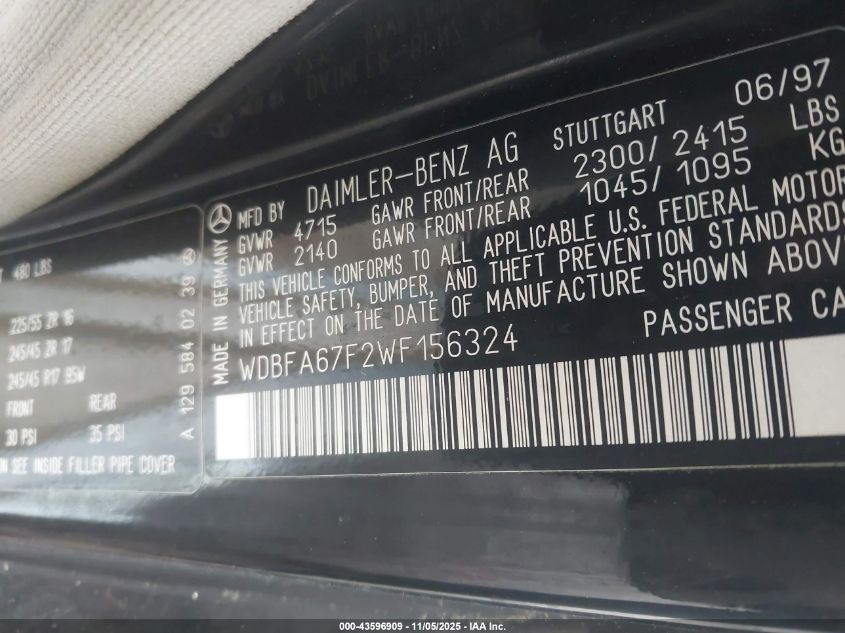 T 480 LBS
225/55 ZR 16
245/45 ZR 17
245/45 R17 95W
FRONT REAR
30 PSI 35 PSI
N SEE INSIDE FILLER PIPE COVER
A 129 584 02 39
MADE IN GERMANY
MFD BY DAIMLER-BENZ AG STUTTGART 06/97
GVWR 4715 GAWR FRONT/REAR 2300/ 2415 LBS
GVWR 2140 GAWR FRONT/REAR 1045/ 1095 KG
THIS VEHICLE CONFORMS TO ALL APPLICABLE U.S. FEDERAL MOTOR
VEHICLE SAFETY, BUMPER, AND THEFT PREVENTION STANDARDS
IN EFFECT ON THE DATE OF MANUFACTURE SHOWN ABOV
WDBFA67F2WF156324 PASSENGER CA
000-43596909 - 11/05/2025 - IAA Inc.